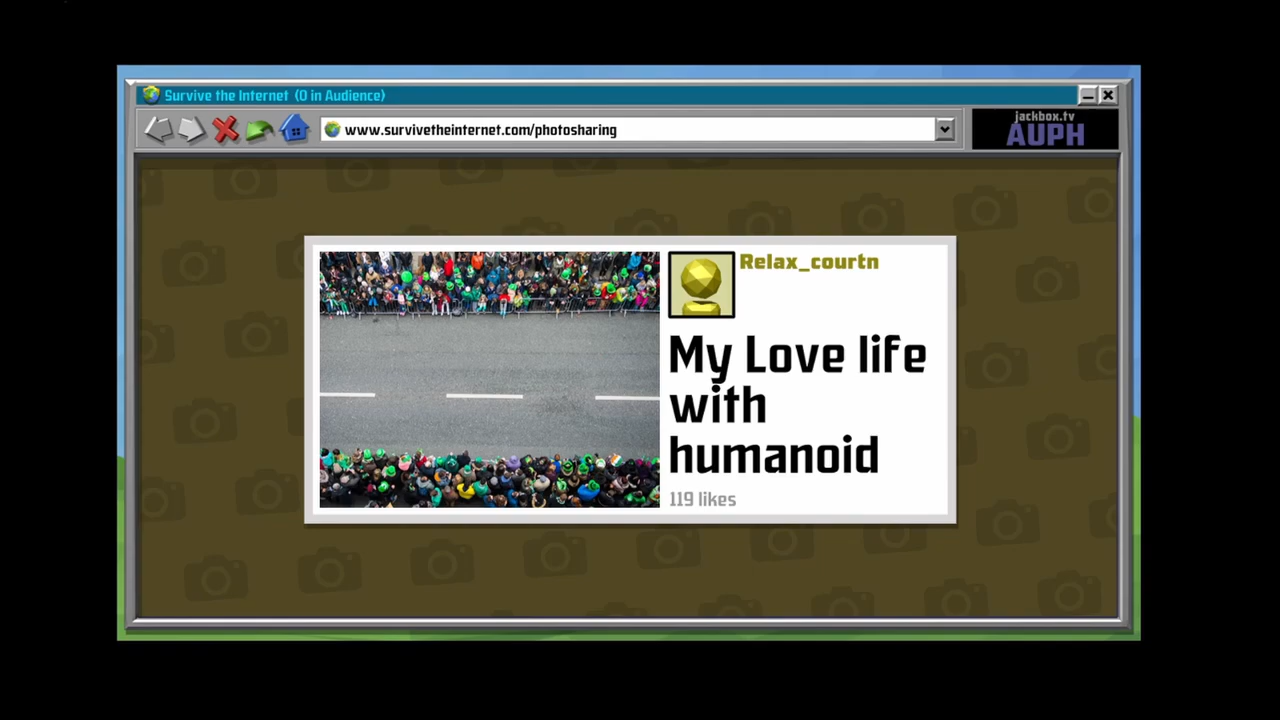 Survive the Internet (0 in Audience)
www.survivetheinternet.com/photosharing
jackbox.tv
AUPH
Relax_courtn
My Love life
with
humanoid
119 likes